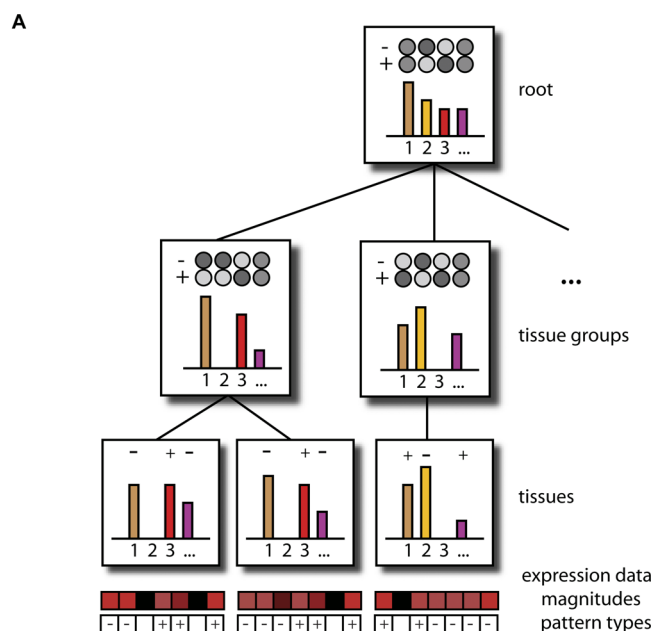 A
-
+
root
1 2 3 ...
-
+
-
+
...
tissue groups
1 2 3 ...
1 2 3 ...
- + -
- + -
+ - +
tissues
1 2 3 ...
1 2 3 ...
1 2 3 ...
expression data
magnitudes
- - + + +
- - - + + +
+ + - - - -
pattern types